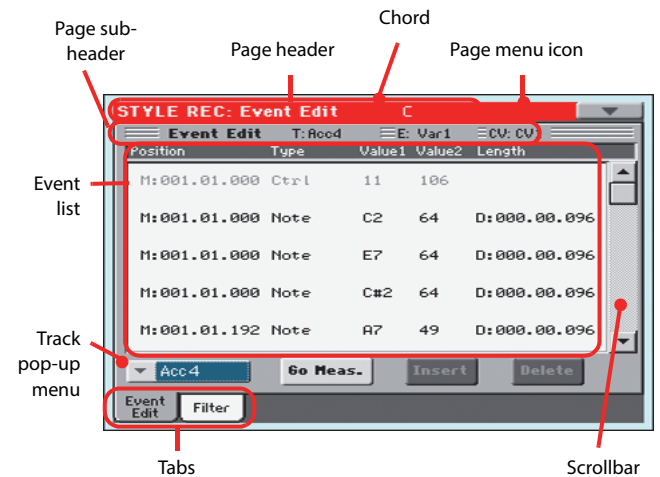 Chord
Page sub-
header
Page header
Page menu icon
STYLE REC: Event Edit C
Event Edit T: Acc4 E: Var1 CV: CV1
Position Type Value1 Value2 Length
Event
list
M:001.01.000 Ctrl 11 106
M:001.01.000 Note C2 64 D:000.00.096
M:001.01.000 Note E7 64 D:000.00.096
M:001.01.000 Note C#2 64 D:000.00.096
M:001.01.192 Note A7 49 D:000.00.096
Track
pop-up
menu
Acc4 Go Meas. Insert Delete
Event
Edit
Filter
Tabs
Scrollbar